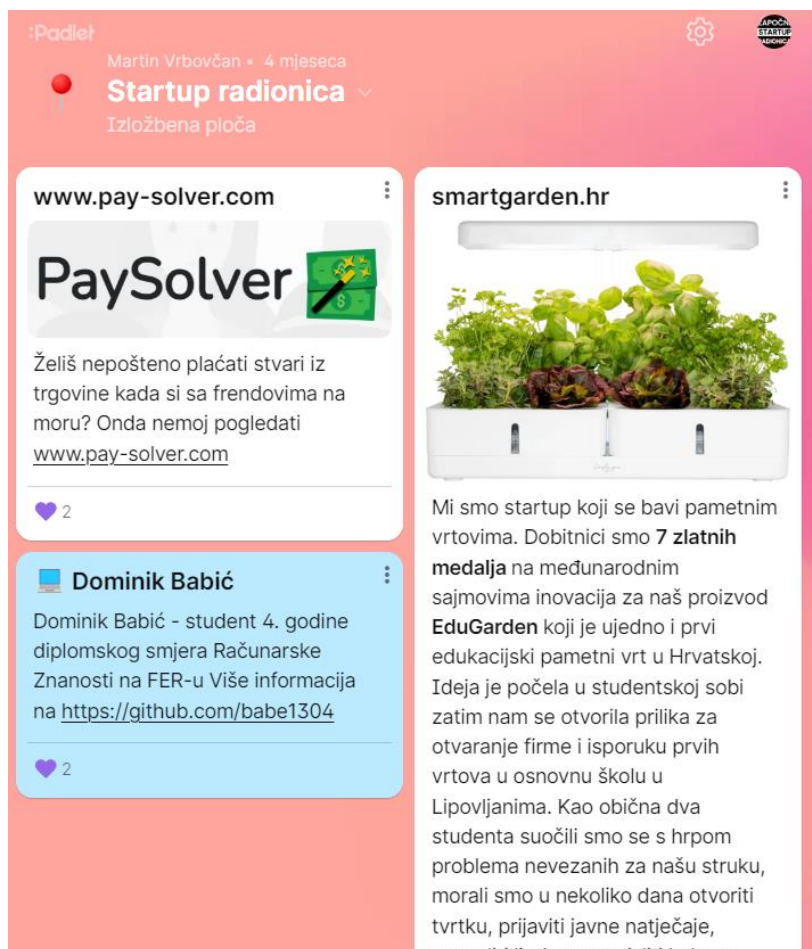 :Padlet
Martin Vrbovčan • 4 mjeseca
Startup radionica
Izložbena ploča
ZAPOČNI
STARTUP
RADIONICA
www.pay-solver.com
PaySolver
Želiš nepošteno plaćati stvari iz
trgovine kada si sa frendovima na
moru? Onda nemoj pogledati
www.pay-solver.com
2
Dominik Babić
Dominik Babić - student 4. godine
diplomskog smjera Računarske
Znanosti na FER-u Više informacija
na https://github.com/babe1304
2
smartgarden.hr
Mi smo startup koji se bavi pametnim
vrtovima. Dobitnici smo 7 zlatnih
medalja na međunarodnim
sajmovima inovacija za naš proizvod
EduGarden koji je ujedno i prvi
edukacijski pametni vrt u Hrvatskoj.
Ideja je počela u studentskoj sobi
zatim nam se otvorila prilika za
otvaranje firme i isporuku prvih
vrtova u osnovnu školu u
Lipovljanima. Kao obična dva
studenta suočili smo se s hrpom
problema nevezanih za našu struku,
morali smo u nekoliko dana otvoriti
tvrtku, prijaviti javne natječaje,